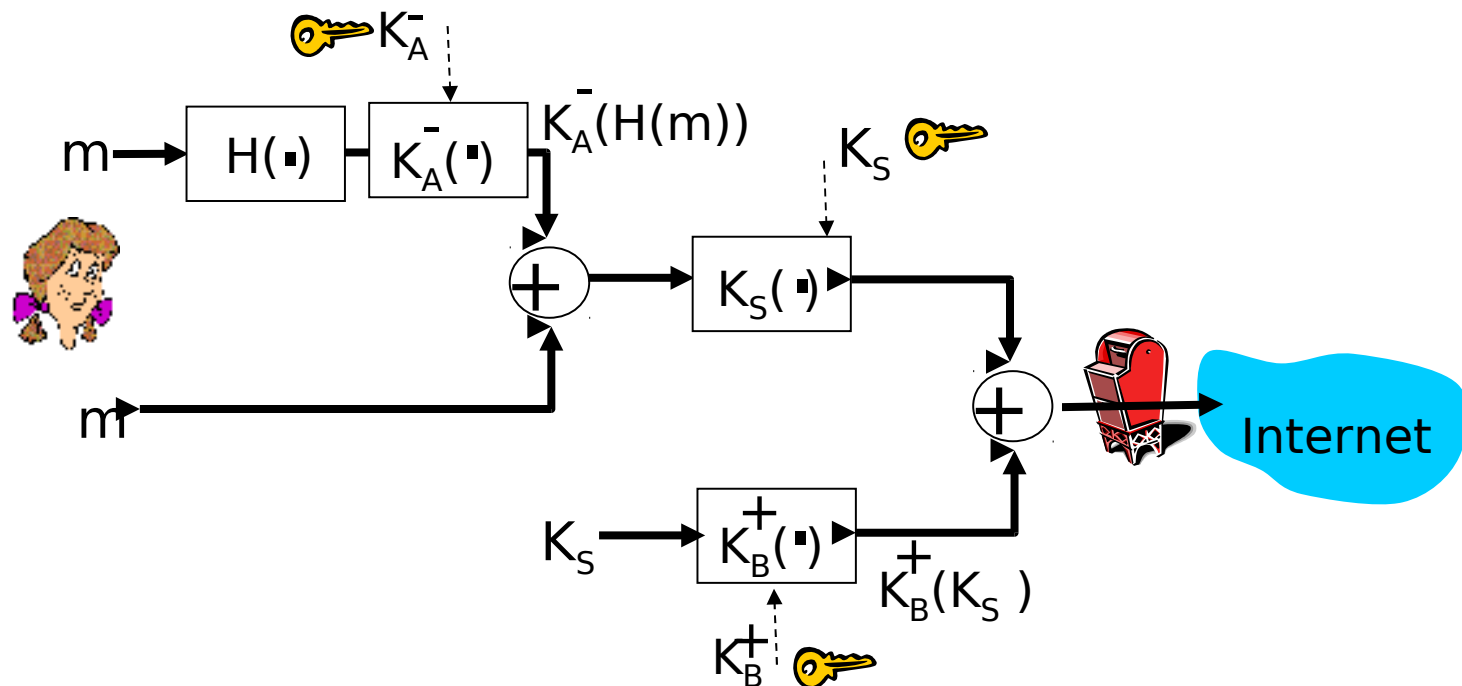 K_A^-
m
H(▪)
K_A^-(▪)
K_A^-(H(m))
K_S
+
K_S(▪)
m
+
Internet
K_S
K_B^+(▪)
K_B^+(K_S )
K_B^+